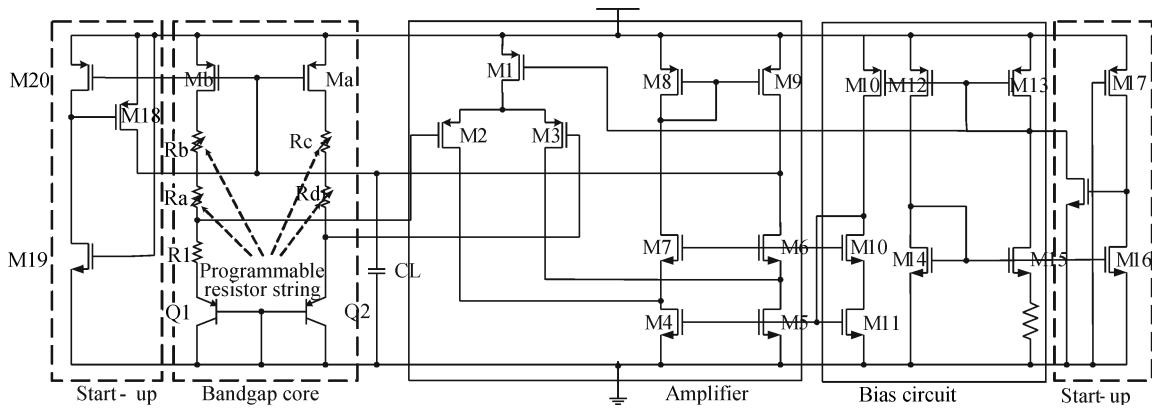 M1
M8
M9
M20
Mb
Ma
M10
M12
M13
M17
M18
M2
M3
Rb
Rc
Ra
Rd
M19
R1
M7
M6
M10
M14
M15
M16
Programmable
resistor string
CL
Q1
Q2
M4
M5
M11
Start- up
Bandgap core
Amplifier
Bias circuit
Start-up